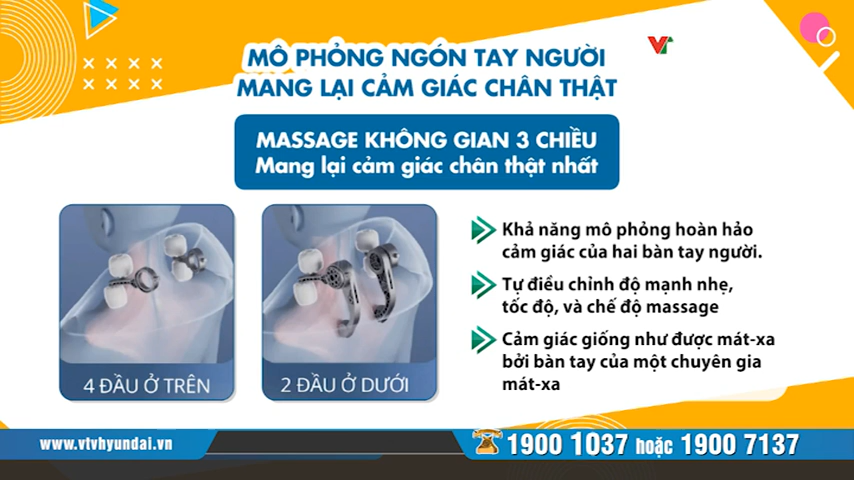 MÔ PHỎNG NGÓN TAY NGƯỜI
MANG LẠI CẢM GIÁC CHÂN THẬT
VT
MASSAGE KHÔNG GIAN 3 CHIỀU
Mang lại cảm giác chân thật nhất
4 ĐẦU Ở TRÊN
2 ĐẦU Ở DƯỚI
Khả năng mô phỏng hoàn hảo
cảm giác của hai bàn tay người.
Tự điều chỉnh độ mạnh nhẹ,
tốc độ, và chế độ massage
Cảm giác giống như được mát-xa
bởi bàn tay của một chuyên gia
mát-xa
www.vtvhyundai.vn
1900 1037 hoặc 1900 7137